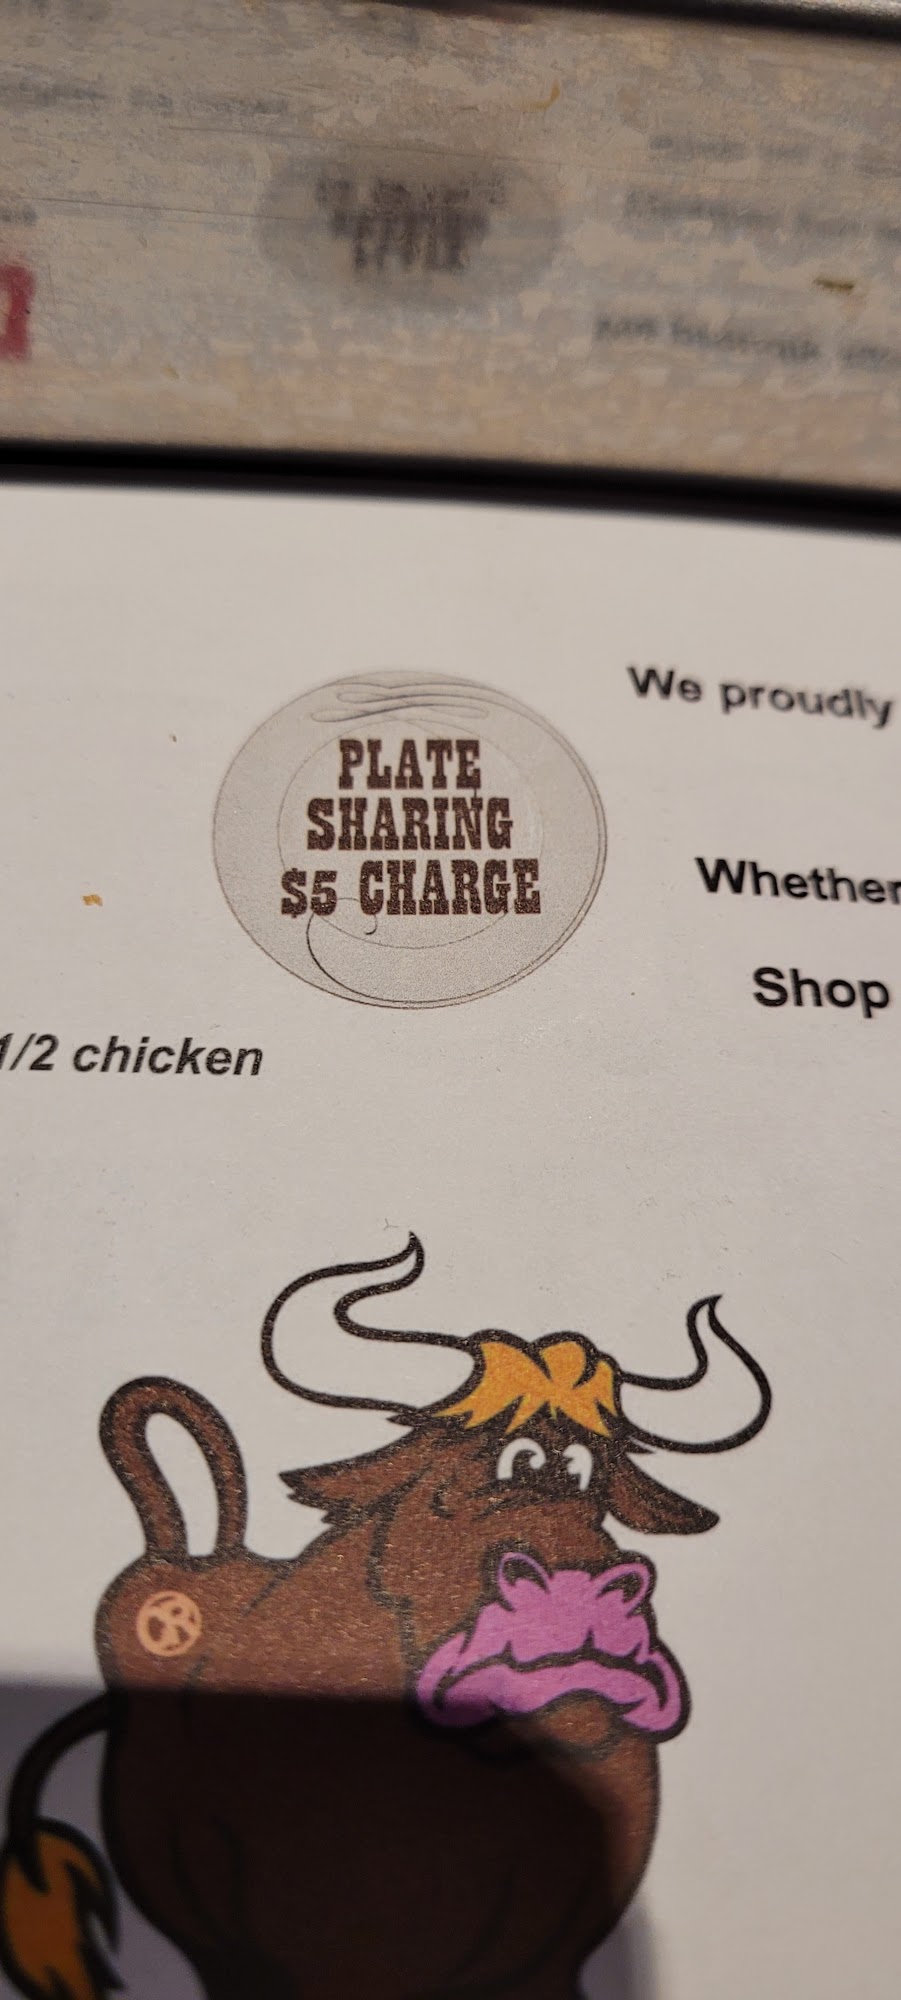 We proudly
PLATE
SHARING
$5 CHARGE
Whether
Shop
1/2 chicken